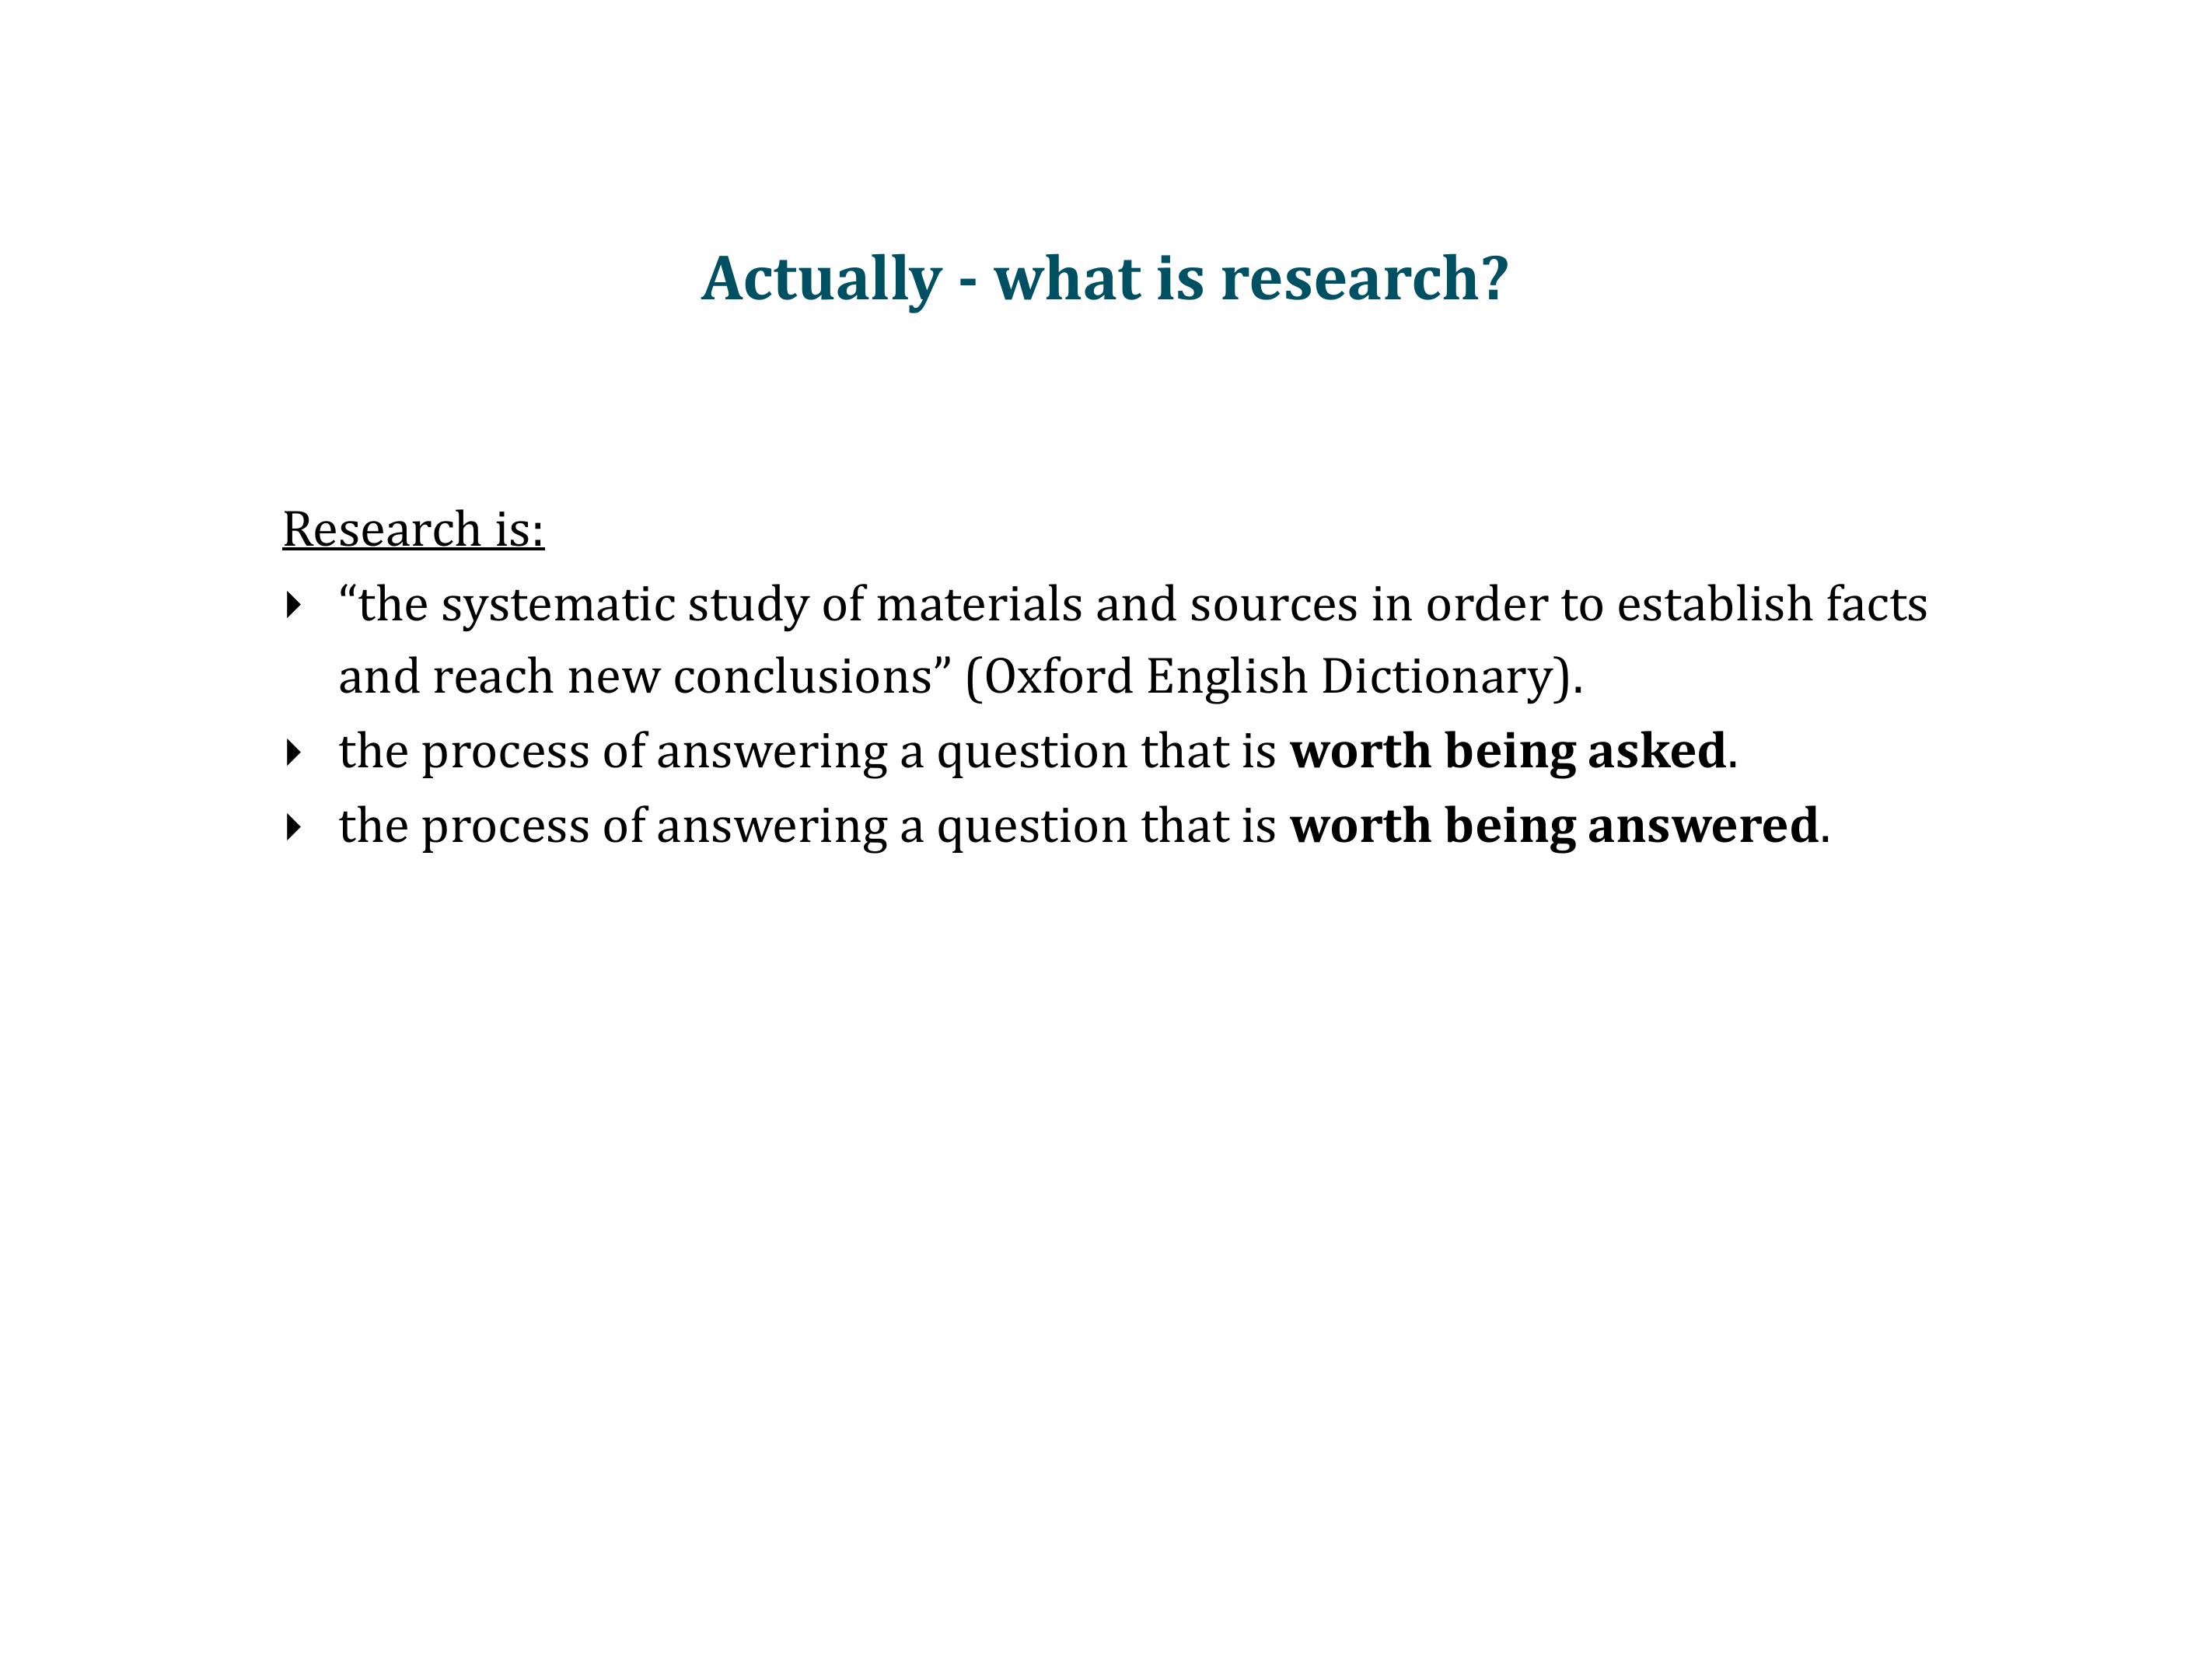 Actually - what is research?
Research is:
“the systematic study of materials and sources in order to establish facts
and reach new conclusions” (Oxford English Dictionary).
the process of answering a question that is worth being asked.
the process of answering a question that is worth being answered.